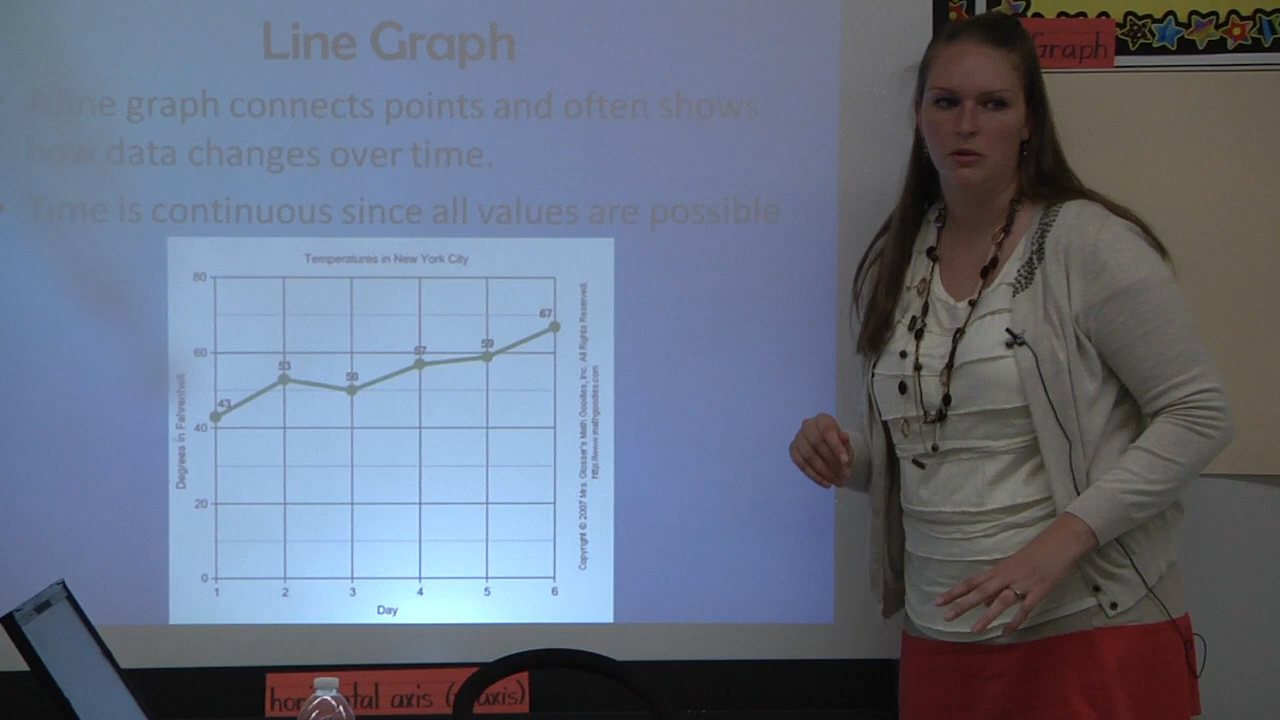 Line Graph
Graph
A line graph connects points and often shows
how data changes over time.
Time is continuous since all values are possible
Temperatures in New York City
80
60
40
20
0
43
53
50
57
59
67
1 2 3 4 5 6
Degrees in Fahrenheit
Day
Copyright © 2007 Mrs. Glosser's Math Goodies, Inc. All Rights Reserved.
http://www.mathgoodies.com
axis axis)